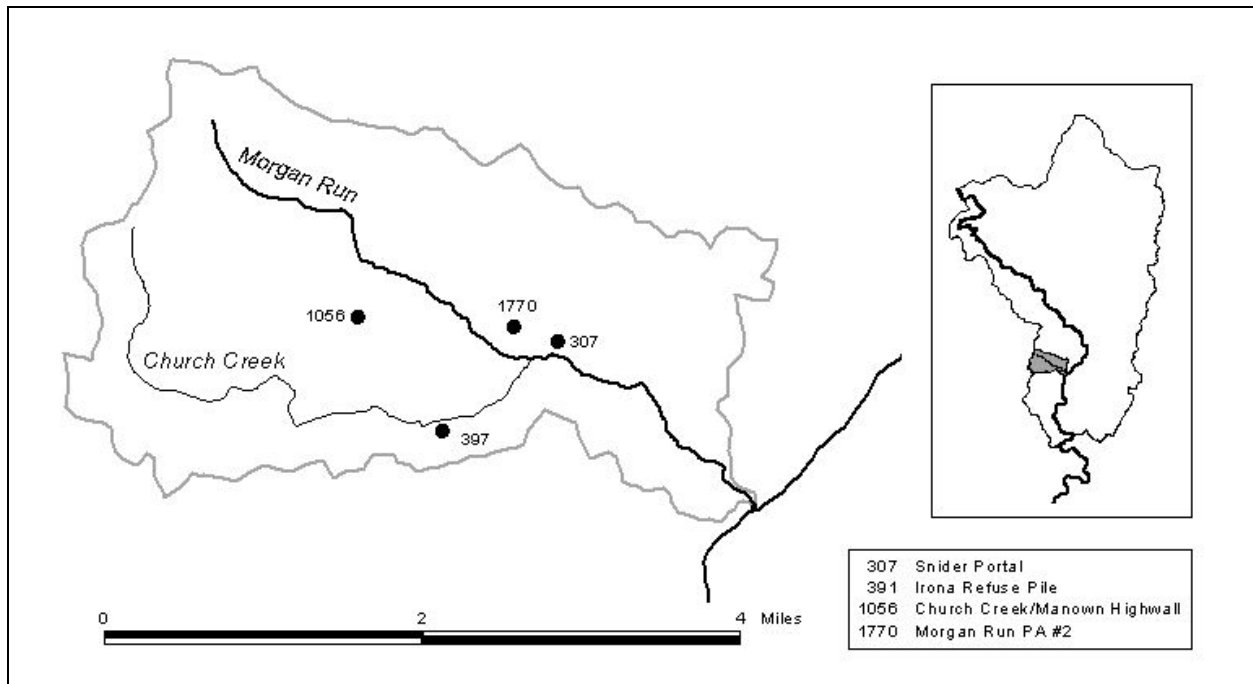 Morgan Run
1770
1056
307
Church Creek
397
0 2 4 Miles
307 Snider Portal
391 Irona Refuse Pile
1056 Church Creek/Manown Highwall
1770 Morgan Run PA #2